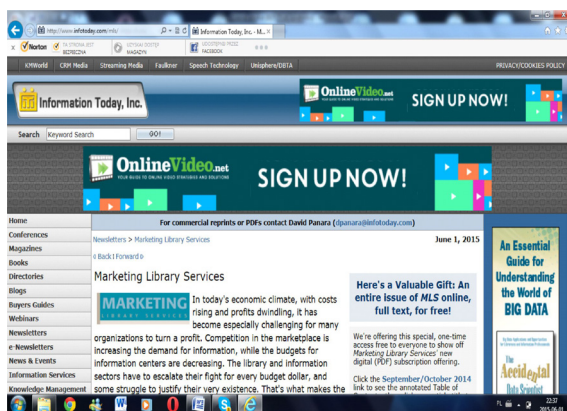 http://www.infotoday.com/mls/
Information Today, Inc. - M...
x Norton
TA STRONA JEST BEZPIECZNA
MAGAZYN
FACEBOOK
KMWorld CRM Media Streaming Media Faulkner Speech Technology Unisphere/DBTA PRIVACY/COOKIES POLICY
Information Today, Inc.
OnlineVideo.net
SIGN UP NOW!
Search Keyword Search GO!
OnlineVideo.net
YOUR GUIDE TO ONLINE VIDEO STRATEGIES AND SOLUTIONS
SIGN UP NOW!
Home
Conferences
Magazines
Books
Directories
Blogs
Buyers Guides
Webinars
Newsletters
e-Newsletters
News & Events
Information Services
Knowledge Management
For commercial reprints or PDFs contact David Panara (dpanara@infotoday.com)
Newsletters > Marketing Library Services
June 1, 2015
Back I Forward
Marketing Library Services
MARKETING
LIBRARY SERVICES
In today's economic climate, with costs
rising and profits dwindling, it has
become especially challenging for many
organizations to turn a profit. Competition in the marketplace is
increasing the demand for information, while the budgets for
information centers are decreasing. The library and information
sectors have to escalate their fight for every budget dollar, and
some struggle to justify their very existence. That's what makes the
Here's a Valuable Gift: An
entire issue of MLS online,
full text, for free!
We're offering this special, one-time
access free to everyone to show off
Marketing Library Services' new
digital (PDF) subscription offering.
Click the September/October 2014
link to see the annotated Table of
An Essential
Guide for
Understanding
the World of
BIG DATA
The
Accidental
Data Scientist
PL
22:37
2015-06-01